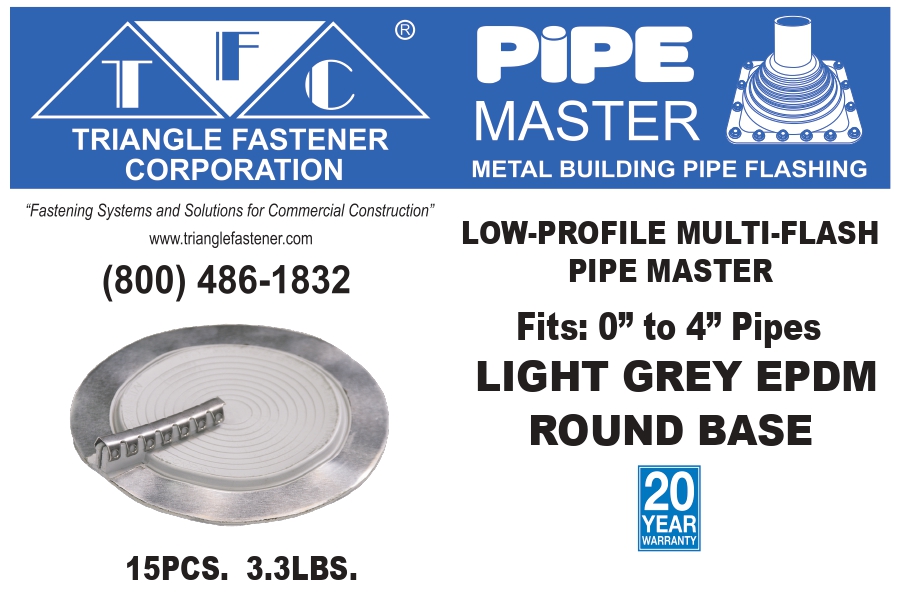 TFC ®
TRIANGLE FASTENER
CORPORATION
PiPE
MASTER
METAL BUILDING PIPE FLASHING
“Fastening Systems and Solutions for Commercial Construction”
www.trianglefastener.com
(800) 486-1832
LOW-PROFILE MULTI-FLASH
PIPE MASTER
Fits: 0” to 4” Pipes
LIGHT GREY EPDM
ROUND BASE
20
YEAR
WARRANTY
15PCS. 3.3LBS.